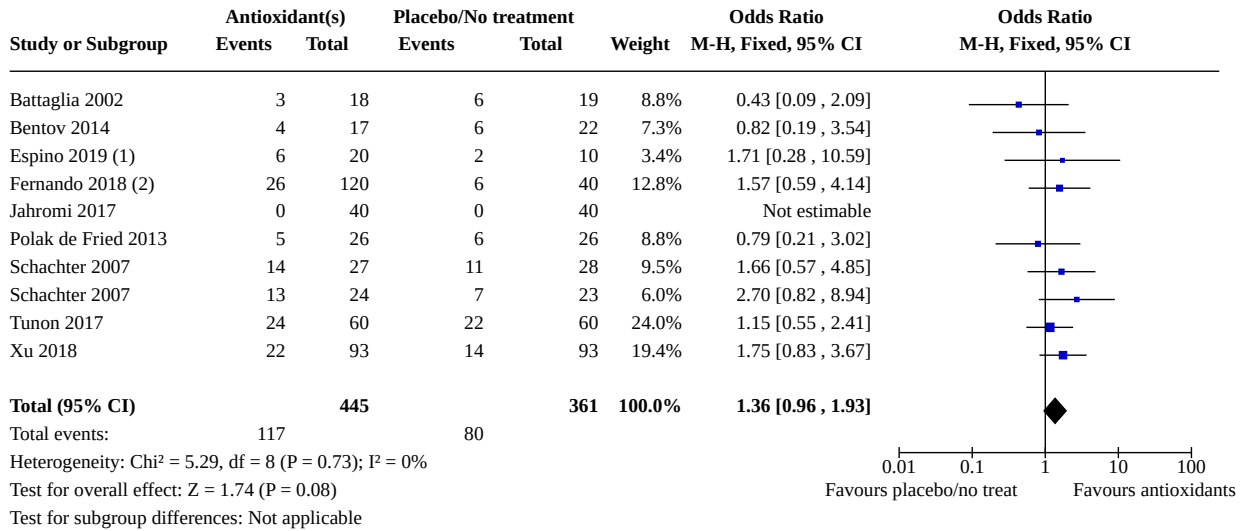 Antioxidant(s) Placebo/No treatment Odds Ratio Odds Ratio
Study or Subgroup Events Total Events Total Weight M-H, Fixed, 95% CI M-H, Fixed, 95% CI
Battaglia 2002 3 18 6 19 8.8% 0.43 [0.09 , 2.09]
Bentov 2014 4 17 6 22 7.3% 0.82 [0.19 , 3.54]
Espino 2019 (1) 6 20 2 10 3.4% 1.71 [0.28 , 10.59]
Fernando 2018 (2) 26 120 6 40 12.8% 1.57 [0.59 , 4.14]
Jahromi 2017 0 40 0 40 Not estimable
Polak de Fried 2013 5 26 6 26 8.8% 0.79 [0.21 , 3.02]
Schachter 2007 14 27 11 28 9.5% 1.66 [0.57 , 4.85]
Schachter 2007 13 24 7 23 6.0% 2.70 [0.82 , 8.94]
Tunon 2017 24 60 22 60 24.0% 1.15 [0.55 , 2.41]
Xu 2018 22 93 14 93 19.4% 1.75 [0.83 , 3.67]
Total (95% CI) 445 361 100.0% 1.36 [0.96 , 1.93]
Total events: 117 80
Heterogeneity: Chi² = 5.29, df = 8 (P = 0.73); I² = 0%
0.01 0.1 1 10 100
Test for overall effect: Z = 1.74 (P = 0.08)
Favours placebo/no treat Favours antioxidants
Test for subgroup differences: Not applicable